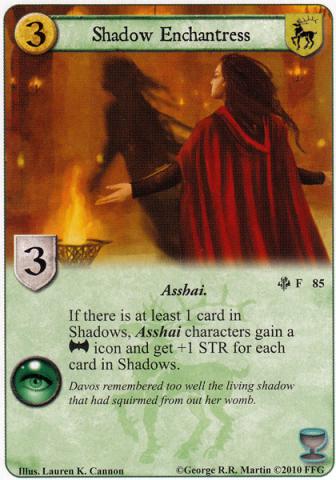 3
Shadow Enchantress
3
Asshai.
F 85
If there is at least 1 card in
Shadows, Asshai characters gain a
icon and get +1 STR for each
card in Shadows.
Davos remembered too well the living shadow
that had squirmed from out her womb.
Illus. Lauren K. Cannon ©George R.R. Martin ©2010 FFG